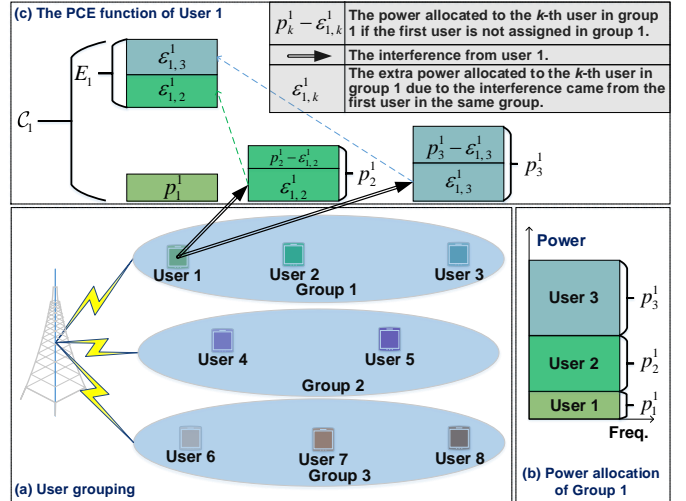 (c) The PCE function of User 1
p_k^1 − ε_{1,k}^1
The power allocated to the k-th user in group
1 if the first user is not assigned in group 1.
The interference from user 1.
ε_{1,k}^1
The extra power allocated to the k-th user in
group 1 due to the interference came from the
first user in the same group.
C_1
E_1
ε_{1,3}^1
ε_{1,2}^1
p_1^1
p_2^1 − ε_{1,2}^1
ε_{1,2}^1
p_2^1
p_3^1 − ε_{1,3}^1
ε_{1,3}^1
p_3^1
User 1
User 2
User 3
Group 1
User 4
User 5
Group 2
User 6
User 7
User 8
Group 3
(a) User grouping
Power
User 3
p_3^1
User 2
p_2^1
User 1
p_1^1
Freq.
(b) Power allocation
of Group 1